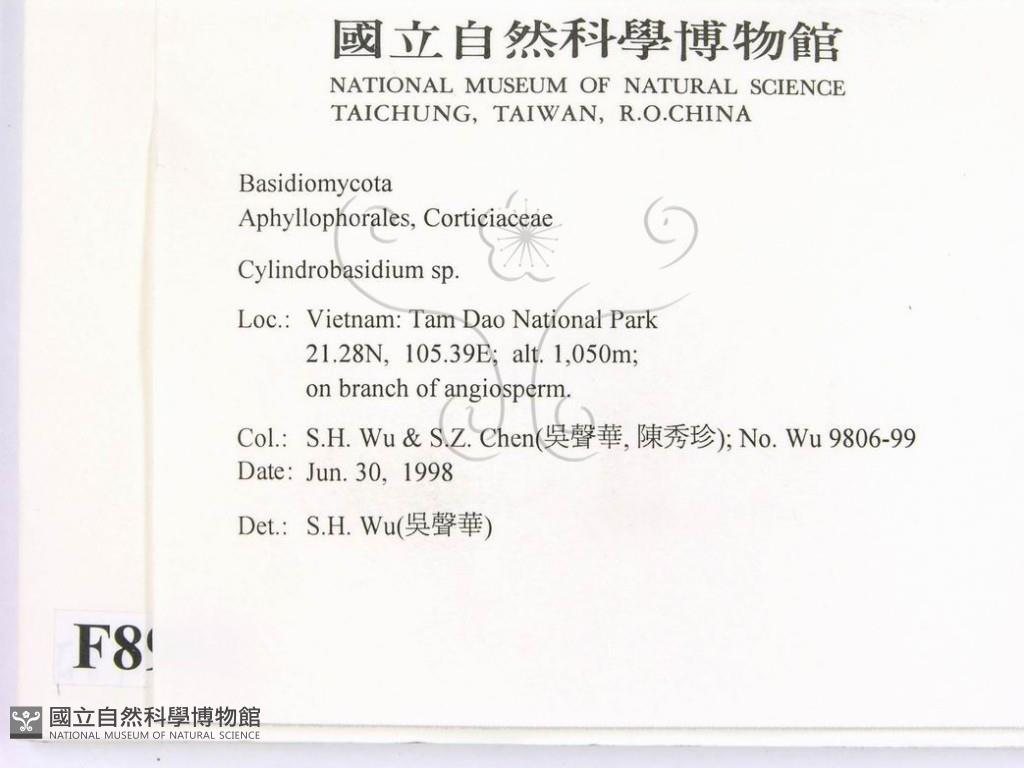 國立自然科學博物館
NATIONAL MUSEUM OF NATURAL SCIENCE
TAICHUNG, TAIWAN, R.O.CHINA
Basidiomycota
Aphyllophorales, Corticiaceae
Cylindrobasidium sp.
Loc.: Vietnam: Tam Dao National Park
21.28N, 105.39E; alt. 1,050m;
on branch of angiosperm.
Col.: S.H. Wu & S.Z. Chen(吳聲華, 陳秀珍); No. Wu 9806-99
Date: Jun. 30, 1998
Det.: S.H. Wu(吳聲華)
F89
國立自然科學博物館
NATIONAL MUSEUM OF NATURAL SCIENCE